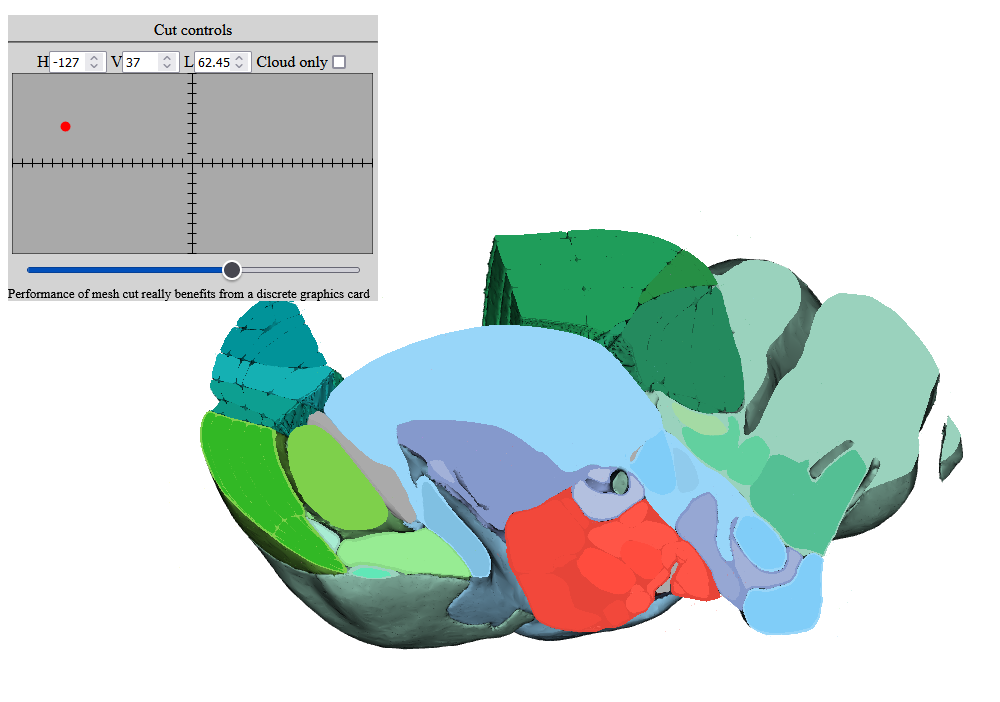 Cut controls
H -127 V 37 L 62.45 Cloud only
Performance of mesh cut really benefits from a discrete graphics card